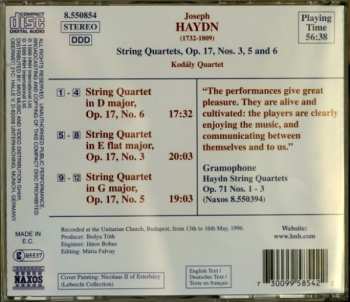 8.550854
STEREO
DDD
COMPACT
disc
DIGITAL AUDIO
Joseph
HAYDN
(1732-1809)
String Quartets, Op. 17, Nos. 3, 5 and 6
Kodály Quartet
Playing
Time
56:38
1 - 4 String Quartet
in D major,
Op. 17, No. 6 17:32
5 - 8 String Quartet
in E flat major,
Op. 17, No. 3 20:03
9 - 12 String Quartet
in G major,
Op. 17, No. 5 19:03
"The performances give great
pleasure. They are alive and
cultivated: the players are clearly
enjoying the music, and
communicating between
themselves and to us."
Gramophone
Haydn String Quartets
Op. 71 Nos. 1 - 3
(Naxos 8.550394)
MADE IN
E.C.
NAXOS
Recorded at the Unitarian Church, Budapest, from 13th to 16th May, 1996.
Producer: Ibolya Tóth
Engineer: János Bohus
Editing: Mária Falvay
Website:
www.hnh.com
Cover Painting: Nicolaus II of Esterházy
(Lebrecht Collection)
English Text /
Deutscher Text /
Texte en Français
7 30099 58542